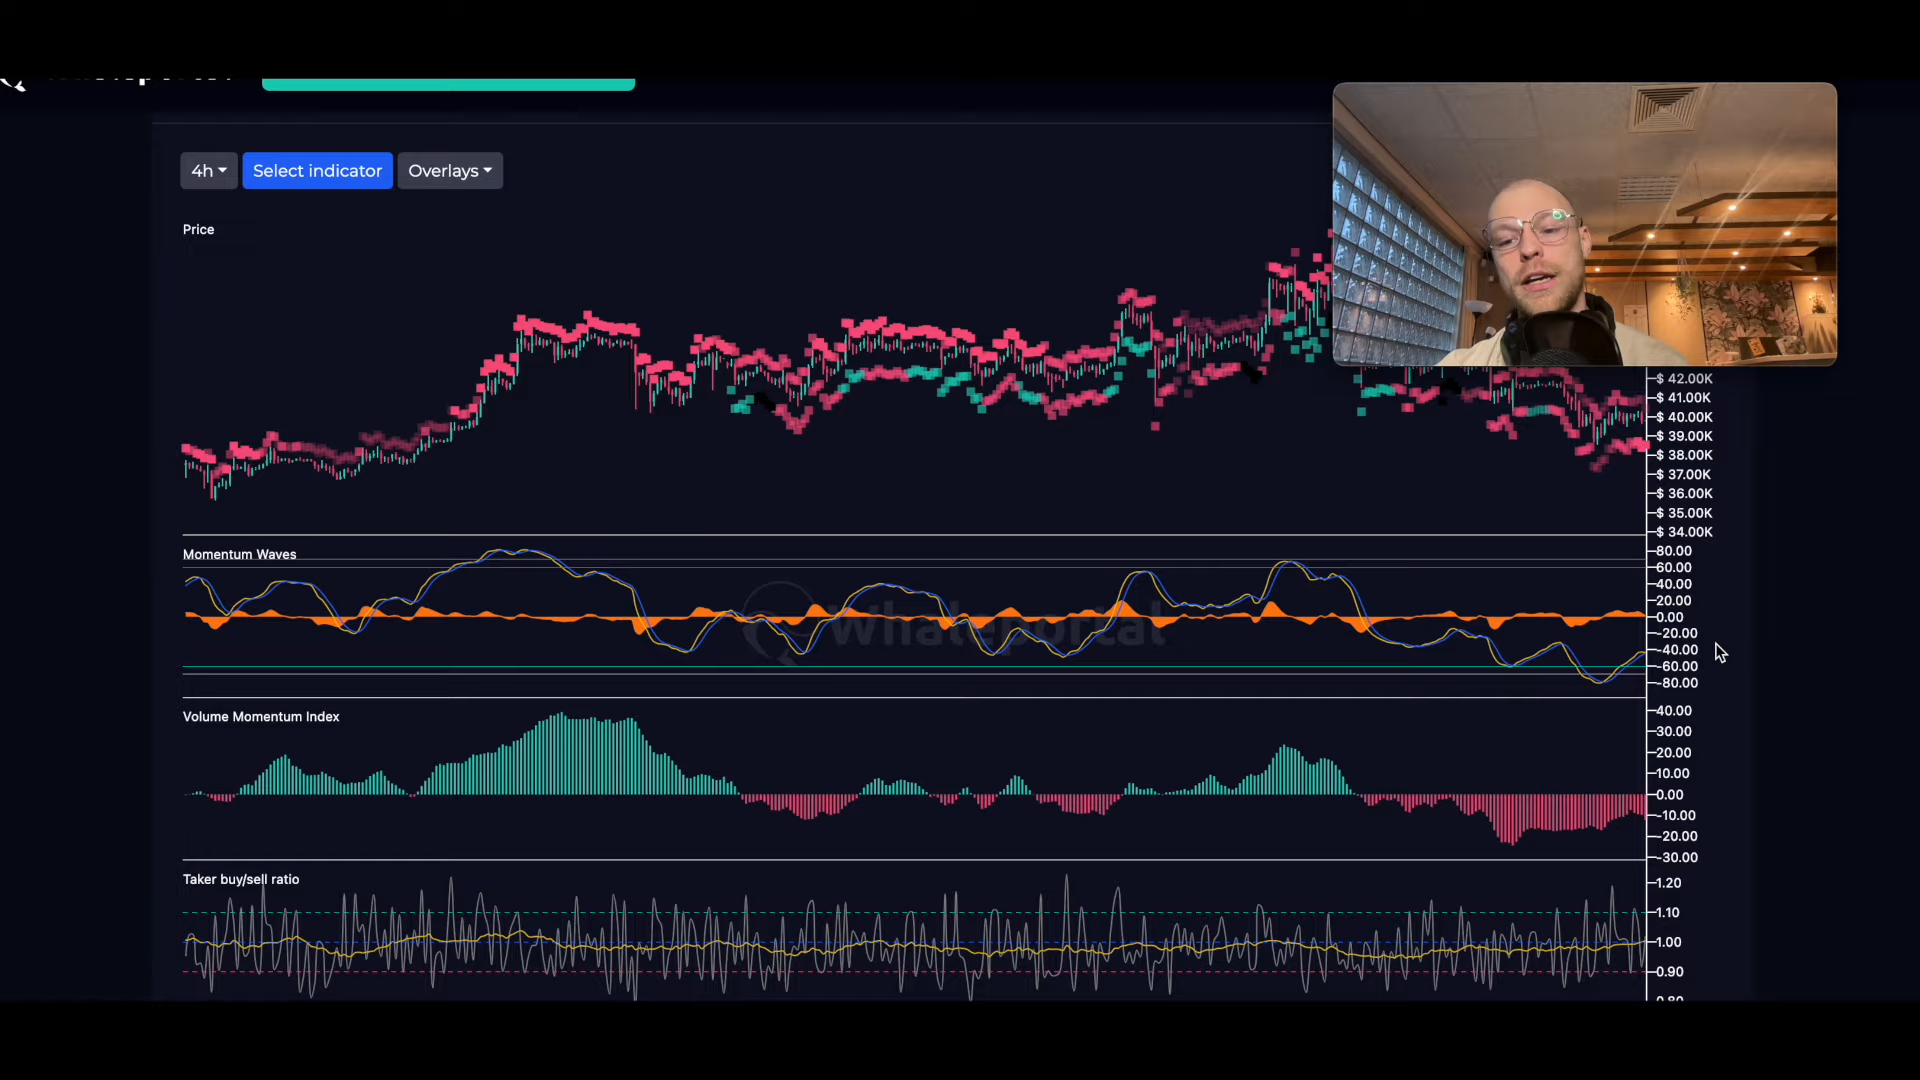 4h
Select indicator
Overlays
Price
$ 42.00K
$ 41.00K
$ 40.00K
$ 39.00K
$ 38.00K
$ 37.00K
$ 36.00K
$ 35.00K
$ 34.00K
Momentum Waves
80.00
60.00
40.00
20.00
0.00
-20.00
-40.00
-60.00
-80.00
Whaleportal
Volume Momentum Index
40.00
30.00
20.00
10.00
0.00
-10.00
-20.00
-30.00
Taker buy/sell ratio
1.20
1.10
1.00
0.90